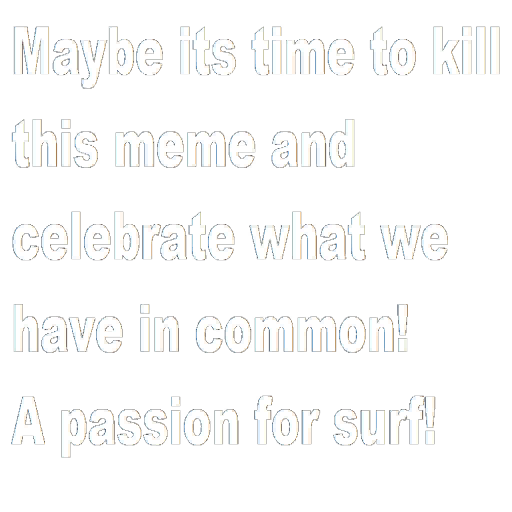 Maybe its time to kill
this meme and
celebrate what we
have in common!
A passion for surf!